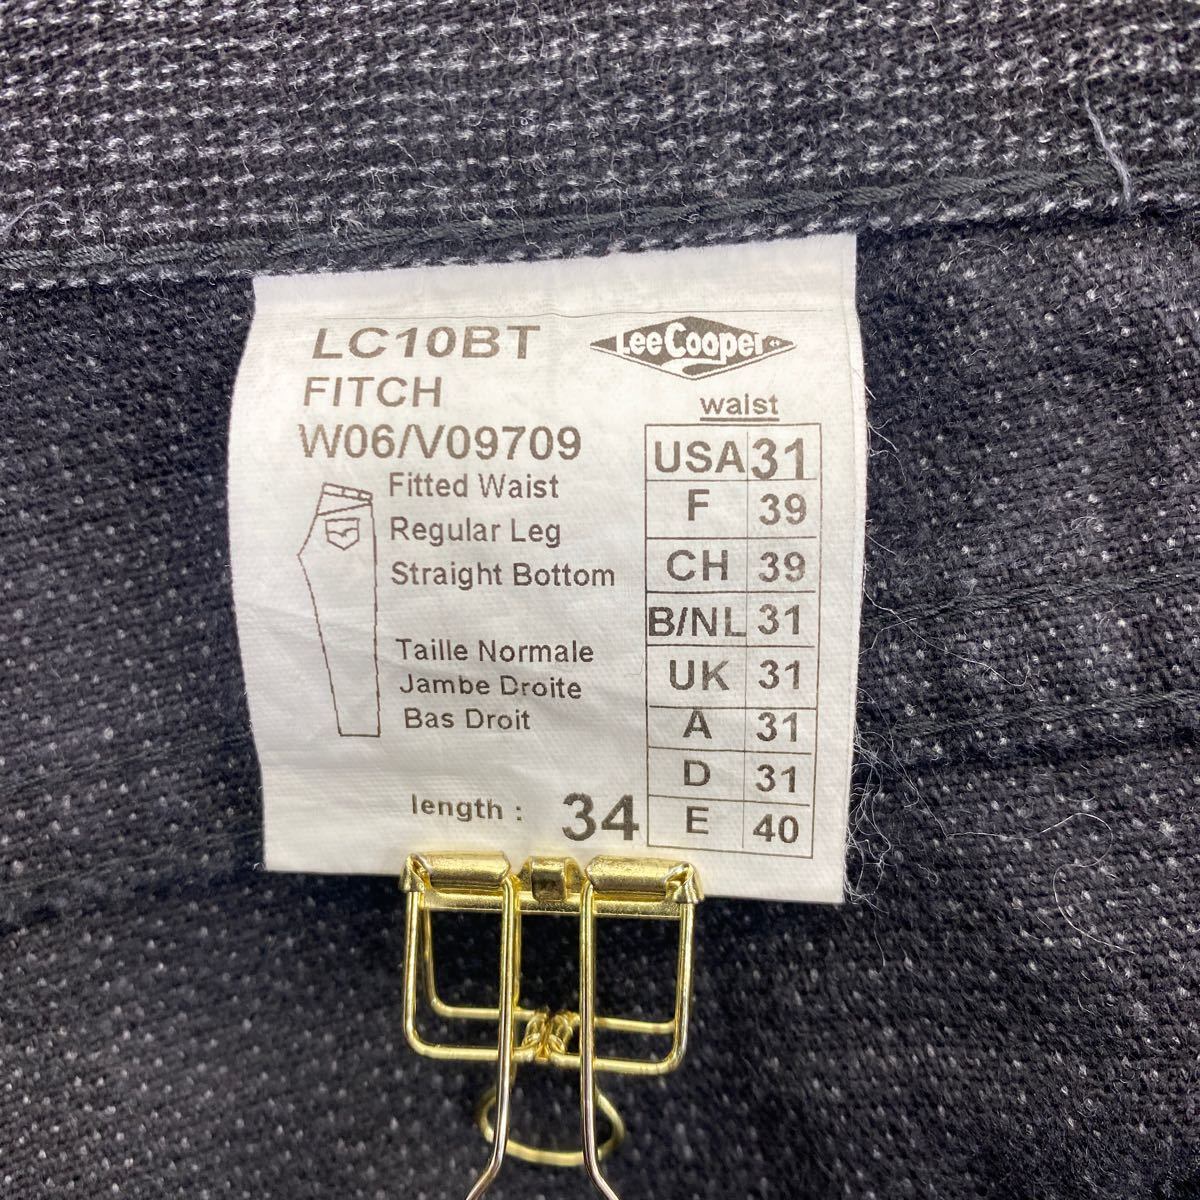 LC10BT
FITCH
W06/V09709
Fitted Waist
Regular Leg
Straight Bottom
Taille Normale
Jambe Droite
Bas Droit
length : 34
Lee Cooper
waist
USA 31
F 39
CH 39
B/NL 31
UK 31
A 31
D 31
E 40